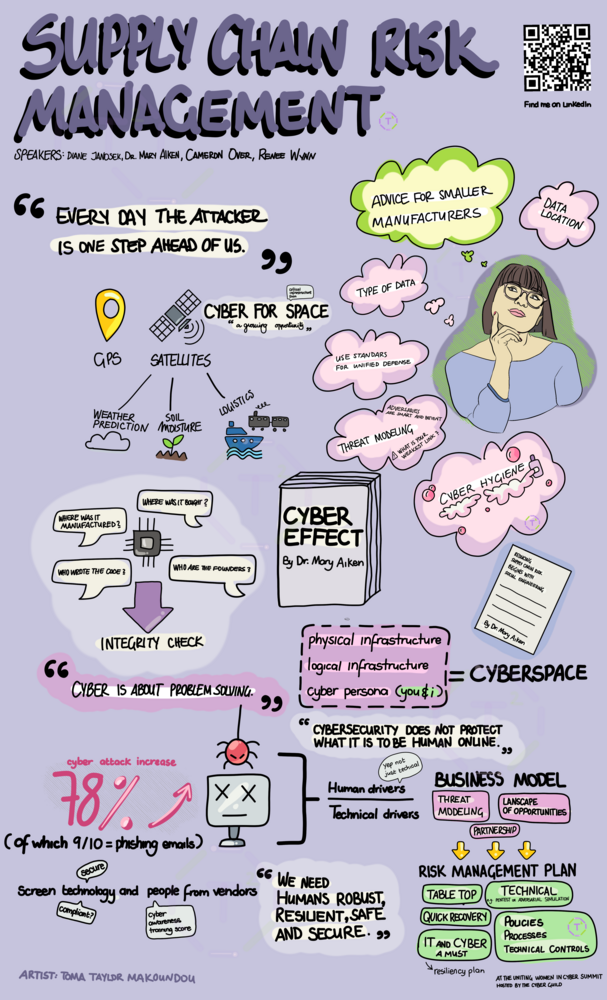 SUPPLY CHAIN RISK
MANAGEMENT
Find me on LinkedIn
SPEAKERS: DIANE JANOSEK, DR. MARY AIKEN, CAMERON OVER, RENEE WYNN
“ EVERY DAY THE ATTACKER
IS ONE STEP AHEAD OF US. ”
ADVICE FOR SMALLER
MANUFACTURERS
DATA
LOCATION
TYPE OF DATA
USE STANDARS
FOR UNIFIED DEFENSE
ADVERSARIES
ARE SMART AND PATIENT
THREAT MODELING
WHAT IS YOUR
WEAKEST LINK?
CYBER HYGIENE
CYBER FOR SPACE
“a growing opportunity”
GPS
SATELLITES
WEATHER
PREDICTION
SOIL
MOISTURE
LOGISTICS
WHERE WAS IT BOUGHT?
WHERE WAS IT
MANUFACTURED?
WHO WROTE THE CODE?
WHO ARE THE FOUNDERS?
INTEGRITY CHECK
CYBER
EFFECT
By Dr. Mary Aiken
REDUCING
SUPPLY CHAIN RISK
BEGINS WITH
SOCIAL ENGINEERING
By Dr. Mary Aiken
physical infrastructure
logical infrastructure
cyber persona (you & i)
= CYBERSPACE
“ CYBER IS ABOUT PROBLEM SOLVING. ”
“ CYBERSECURITY DOES NOT PROTECT
WHAT IT IS TO BE HUMAN ONLINE. ”
cyber attack increase
78%
(of which 9/10 = phishing emails)
yep not
just technical
Human drivers
Technical drivers
secure
Screen technology and people from vendors
compliant?
cyber
awareness
training score
“ WE NEED
HUMANS ROBUST,
RESILIENT, SAFE
AND SECURE. ”
BUSINESS MODEL
THREAT
MODELING
LANSCAPE
OF OPPORTUNITIES
PARTNERSHIP
RISK MANAGEMENT PLAN
TABLE TOP
TECHNICAL
PENTEST or ADVERSARIAL SIMULATION
QUICK RECOVERY
IT AND CYBER
A MUST
POLICIES
PROCESSES
TECHNICAL CONTROLS
resiliency plan
ARTIST: TOMA TAYLOR MAKOUNDOU
AT THE UNITING WOMEN IN CYBER SUMMIT
HOSTED BY THE CYBER GUILD